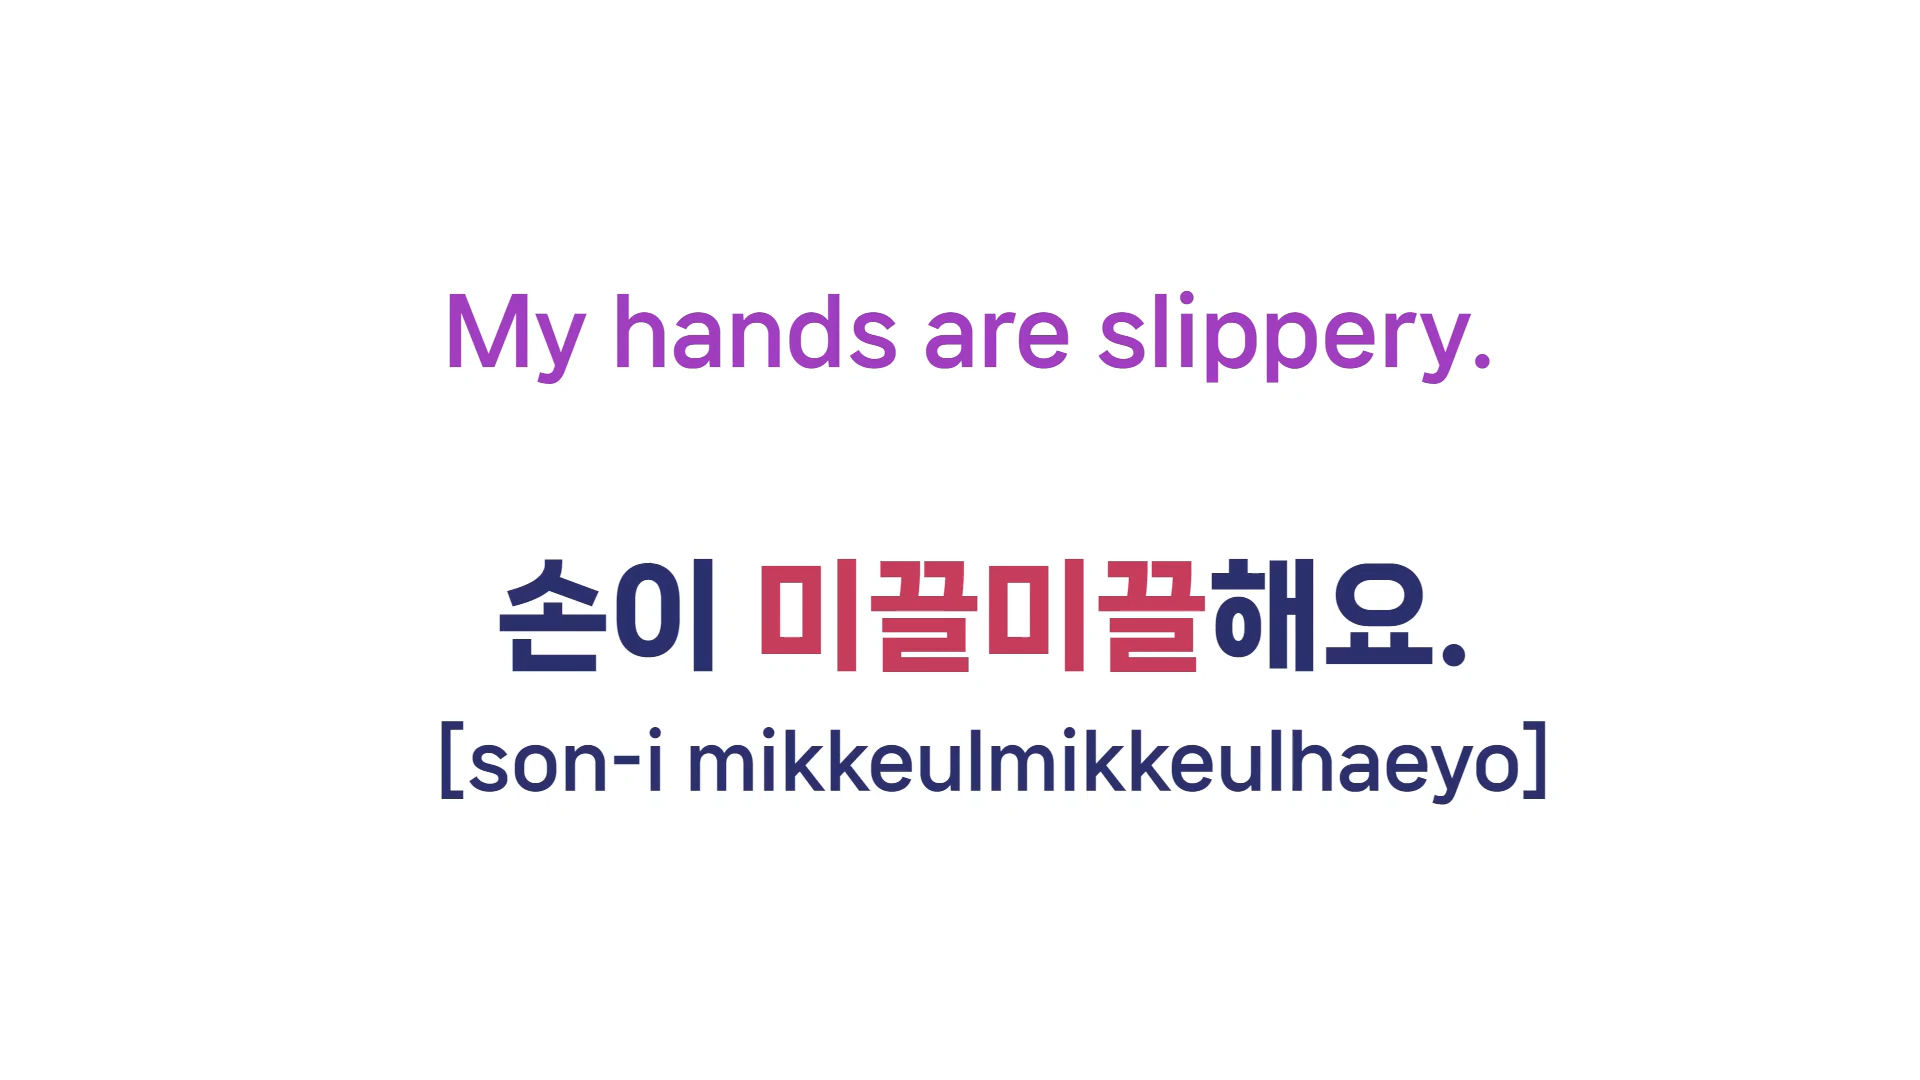 My hands are slippery.
손이 미끌미끌해요.
[son-i mikkeulmikkeulhaeyo]